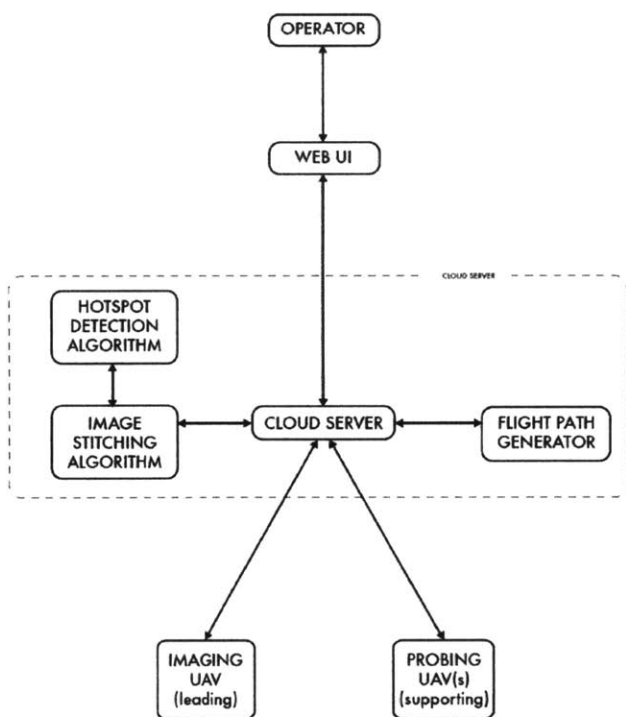 OPERATOR
WEB UI
CLOUD SERVER
HOTSPOT
DETECTION
ALGORITHM
IMAGE
STITCHING
ALGORITHM
CLOUD SERVER
FLIGHT PATH
GENERATOR
IMAGING
UAV
(leading)
PROBING
UAV(s)
(supporting)